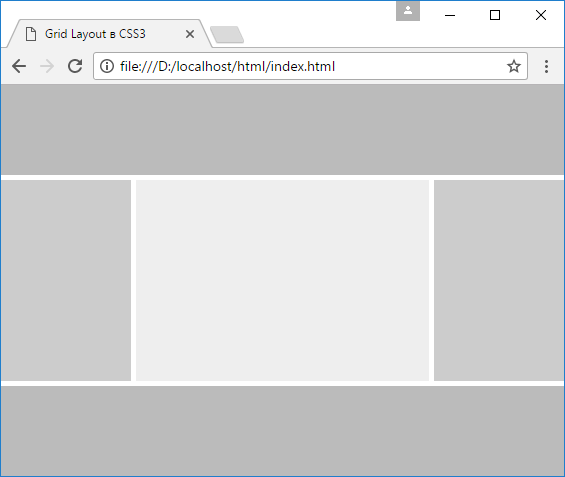 Grid Layout в CSS3
file:///D:/localhost/html/index.html